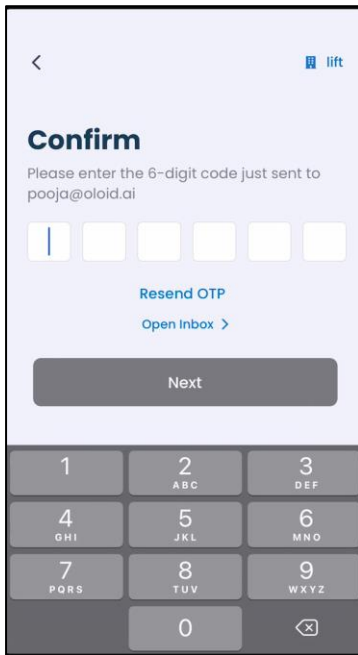 lift
Confirm
Please enter the 6-digit code just sent to
pooja@oloid.ai
Resend OTP
Open Inbox
Next
1 2 3
ABC DEF
4 5 6
GHI JKL MNO
7 8 9
PQRS TUV WXYZ
0